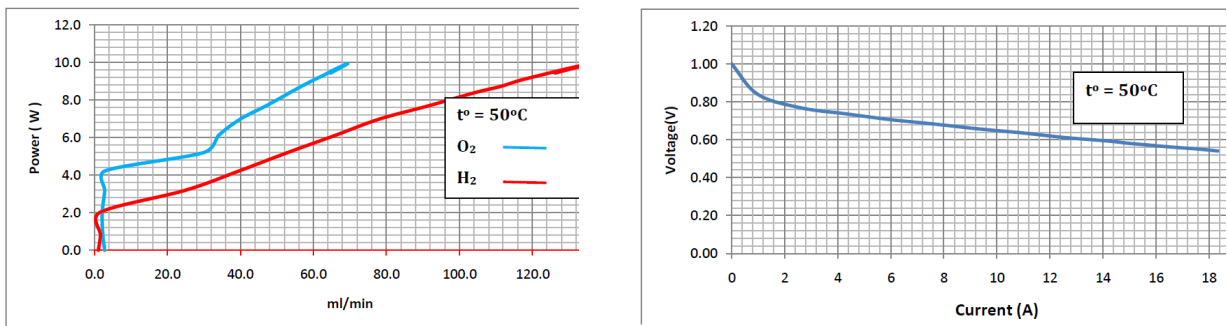 12.0
10.0
8.0
6.0
4.0
2.0
0.0
Power ( W )
0.0 20.0 40.0 60.0 80.0 100.0 120.0
ml/min
tº = 50ºC
O₂
H₂
1.20
1.00
0.80
0.60
0.40
0.20
0.00
Voltage(V)
0 2 4 6 8 10 12 14 16 18
Current (A)
tº = 50ºC